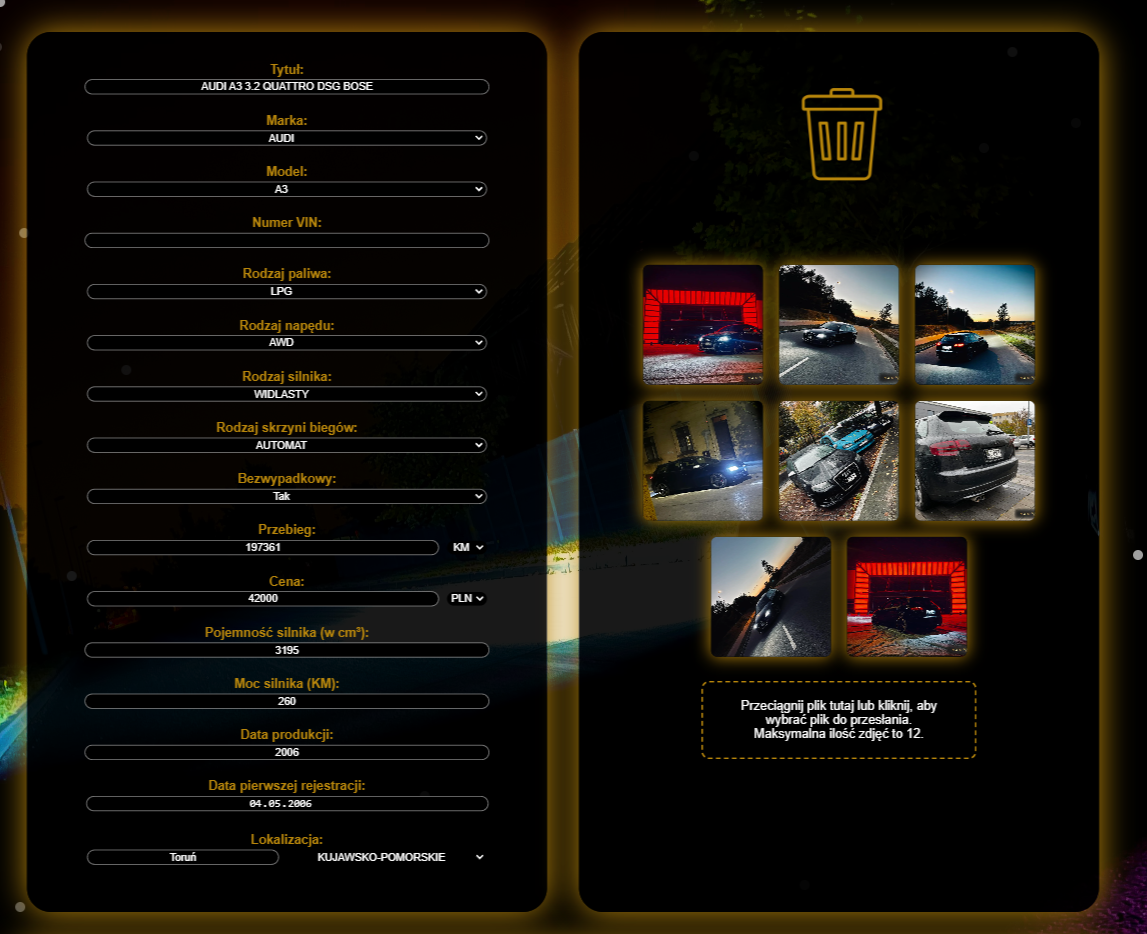 Tytuł:
AUDI A3 3.2 QUATTRO DSG BOSE
Marka:
AUDI
Model:
A3
Numer VIN:
Rodzaj paliwa:
LPG
Rodzaj napędu:
AWD
Rodzaj silnika:
WIDLASTY
Rodzaj skrzyni biegów:
AUTOMAT
Bezwypadkowy:
Tak
Przebieg:
197361 KM
Cena:
42000 PLN
Pojemność silnika (w cm³):
3195
Moc silnika (KM):
260
Data produkcji:
2006
Data pierwszej rejestracji:
04.05.2006
Lokalizacja:
Toruń KUJAWSKO-POMORSKIE
Przeciągnij plik tutaj lub kliknij, aby
wybrać plik do przesłania.
Maksymalna ilość zdjęć to 12.